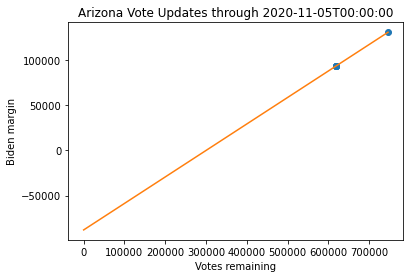 Arizona Vote Updates through 2020-11-05T00:00:00
Biden margin
100000
50000
0
−50000
0 100000 200000 300000 400000 500000 600000 700000
Votes remaining